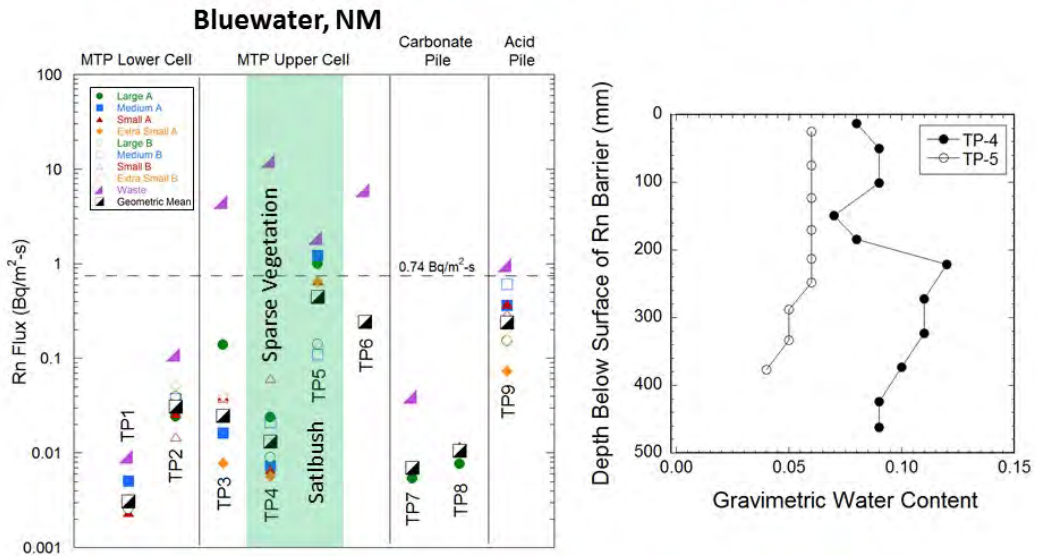 Bluewater, NM
MTP Lower Cell
MTP Upper Cell
Carbonate
Pile
Acid
Pile
100
10
1
0.1
0.01
0.001
Rn Flux (Bq/m²-s)
Large A
Medium A
Small A
Extra Small A
Large B
Medium B
Small B
Extra Small B
Waste
Geometric Mean
0.74 Bq/m²-s
TP1
TP2
TP3
TP4
Sparse Vegetation
TP5
Satlbush
TP6
TP7
TP8
TP9
Depth Below Surface of Rn Barrier (mm)
0
100
200
300
400
500
TP-4
TP-5
0.00
0.05
0.10
0.15
Gravimetric Water Content